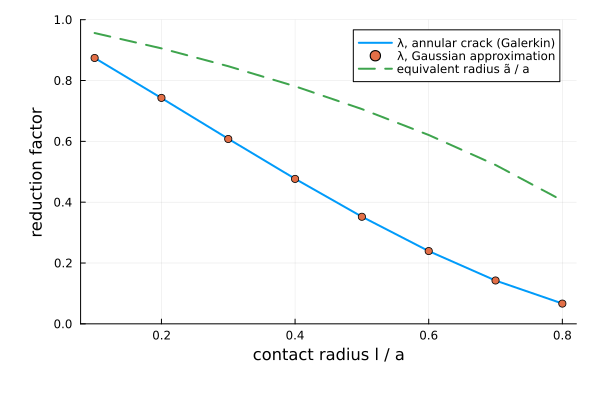 1.0
0.8
0.6
0.4
0.2
0.0
reduction factor
λ, annular crack (Galerkin)
λ, Gaussian approximation
equivalent radius ã / a
0.2
0.4
0.6
0.8
contact radius l / a